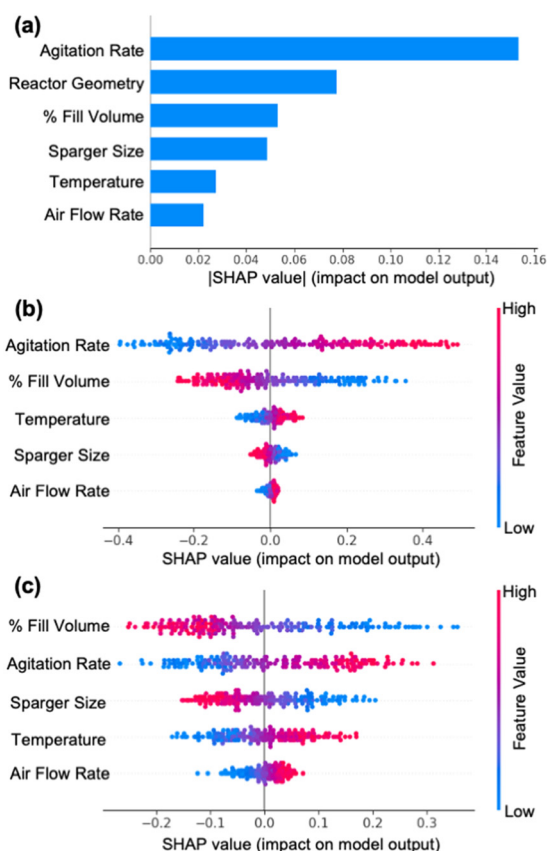 (a)
Agitation Rate
Reactor Geometry
% Fill Volume
Sparger Size
Temperature
Air Flow Rate
0.00 0.02 0.04 0.06 0.08 0.10 0.12 0.14 0.16
|SHAP value| (impact on model output)
(b)
High
Agitation Rate
% Fill Volume
Temperature
Sparger Size
Air Flow Rate
Feature Value
Low
−0.4 −0.2 0.0 0.2 0.4
SHAP value (impact on model output)
(c)
High
% Fill Volume
Agitation Rate
Sparger Size
Temperature
Air Flow Rate
Feature Value
Low
−0.2 −0.1 0.0 0.1 0.2 0.3
SHAP value (impact on model output)